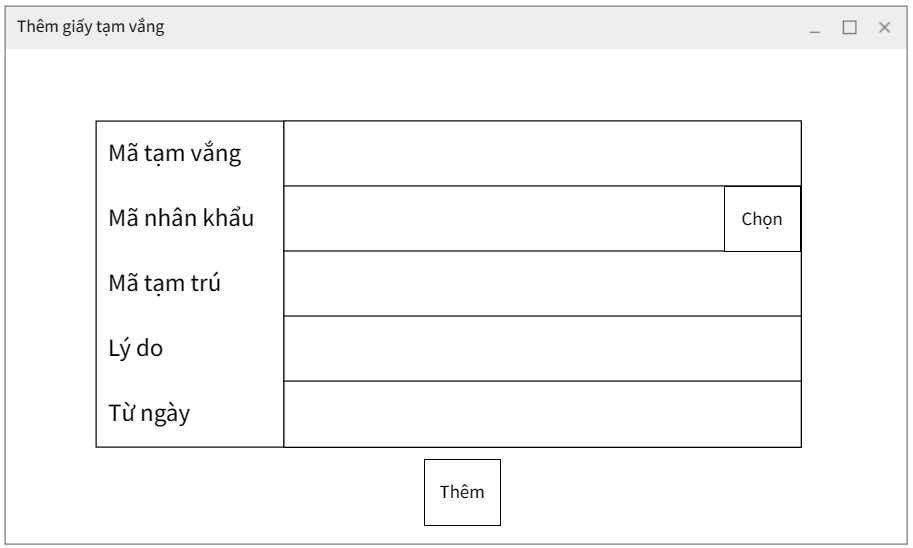 Thêm giấy tạm vắng
Mã tạm vắng
Mã nhân khẩu
Chọn
Mã tạm trú
Lý do
Từ ngày
Thêm